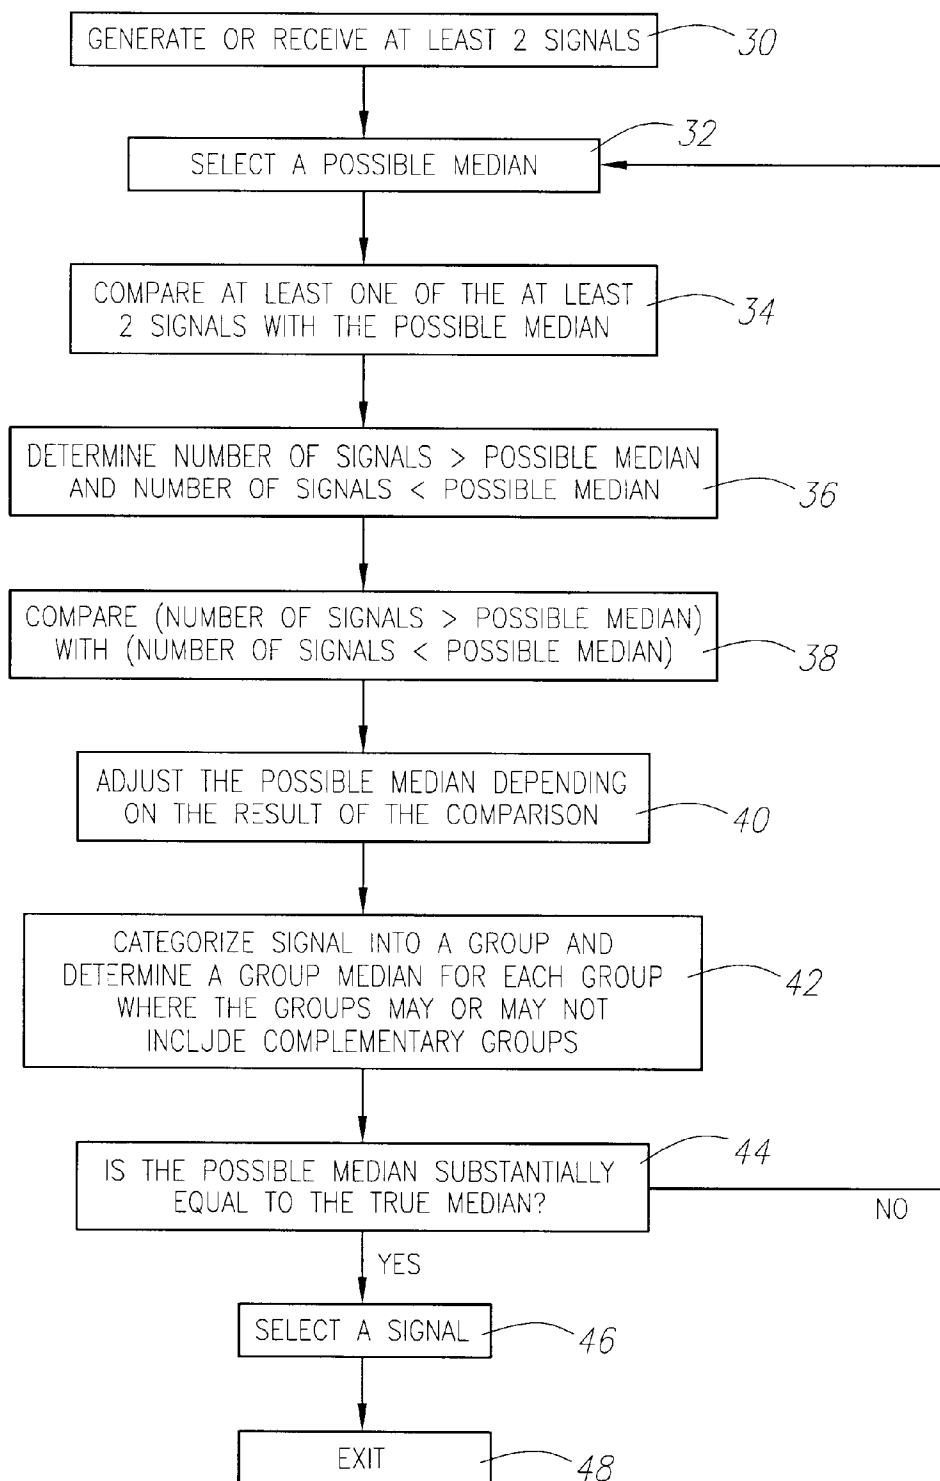 GENERATE OR RECEIVE AT LEAST 2 SIGNALS
30
32
SELECT A POSSIBLE MEDIAN
COMPARE AT LEAST ONE OF THE AT LEAST
2 SIGNALS WITH THE POSSIBLE MEDIAN
34
DETERMINE NUMBER OF SIGNALS > POSSIBLE MEDIAN
AND NUMBER OF SIGNALS < POSSIBLE MEDIAN
36
COMPARE (NUMBER OF SIGNALS > POSSIBLE MEDIAN)
WITH (NUMBER OF SIGNALS < POSSIBLE MEDIAN)
38
ADJUST THE POSSIBLE MEDIAN DEPENDING
ON THE RESULT OF THE COMPARISON
40
CATEGORIZE SIGNAL INTO A GROUP AND
DETERMINE A GROUP MEDIAN FOR EACH GROUP
WHERE THE GROUPS MAY OR MAY NOT
INCLUDE COMPLEMENTARY GROUPS
42
44
IS THE POSSIBLE MEDIAN SUBSTANTIALLY
EQUAL TO THE TRUE MEDIAN?
NO
YES
SELECT A SIGNAL
46
EXIT
48